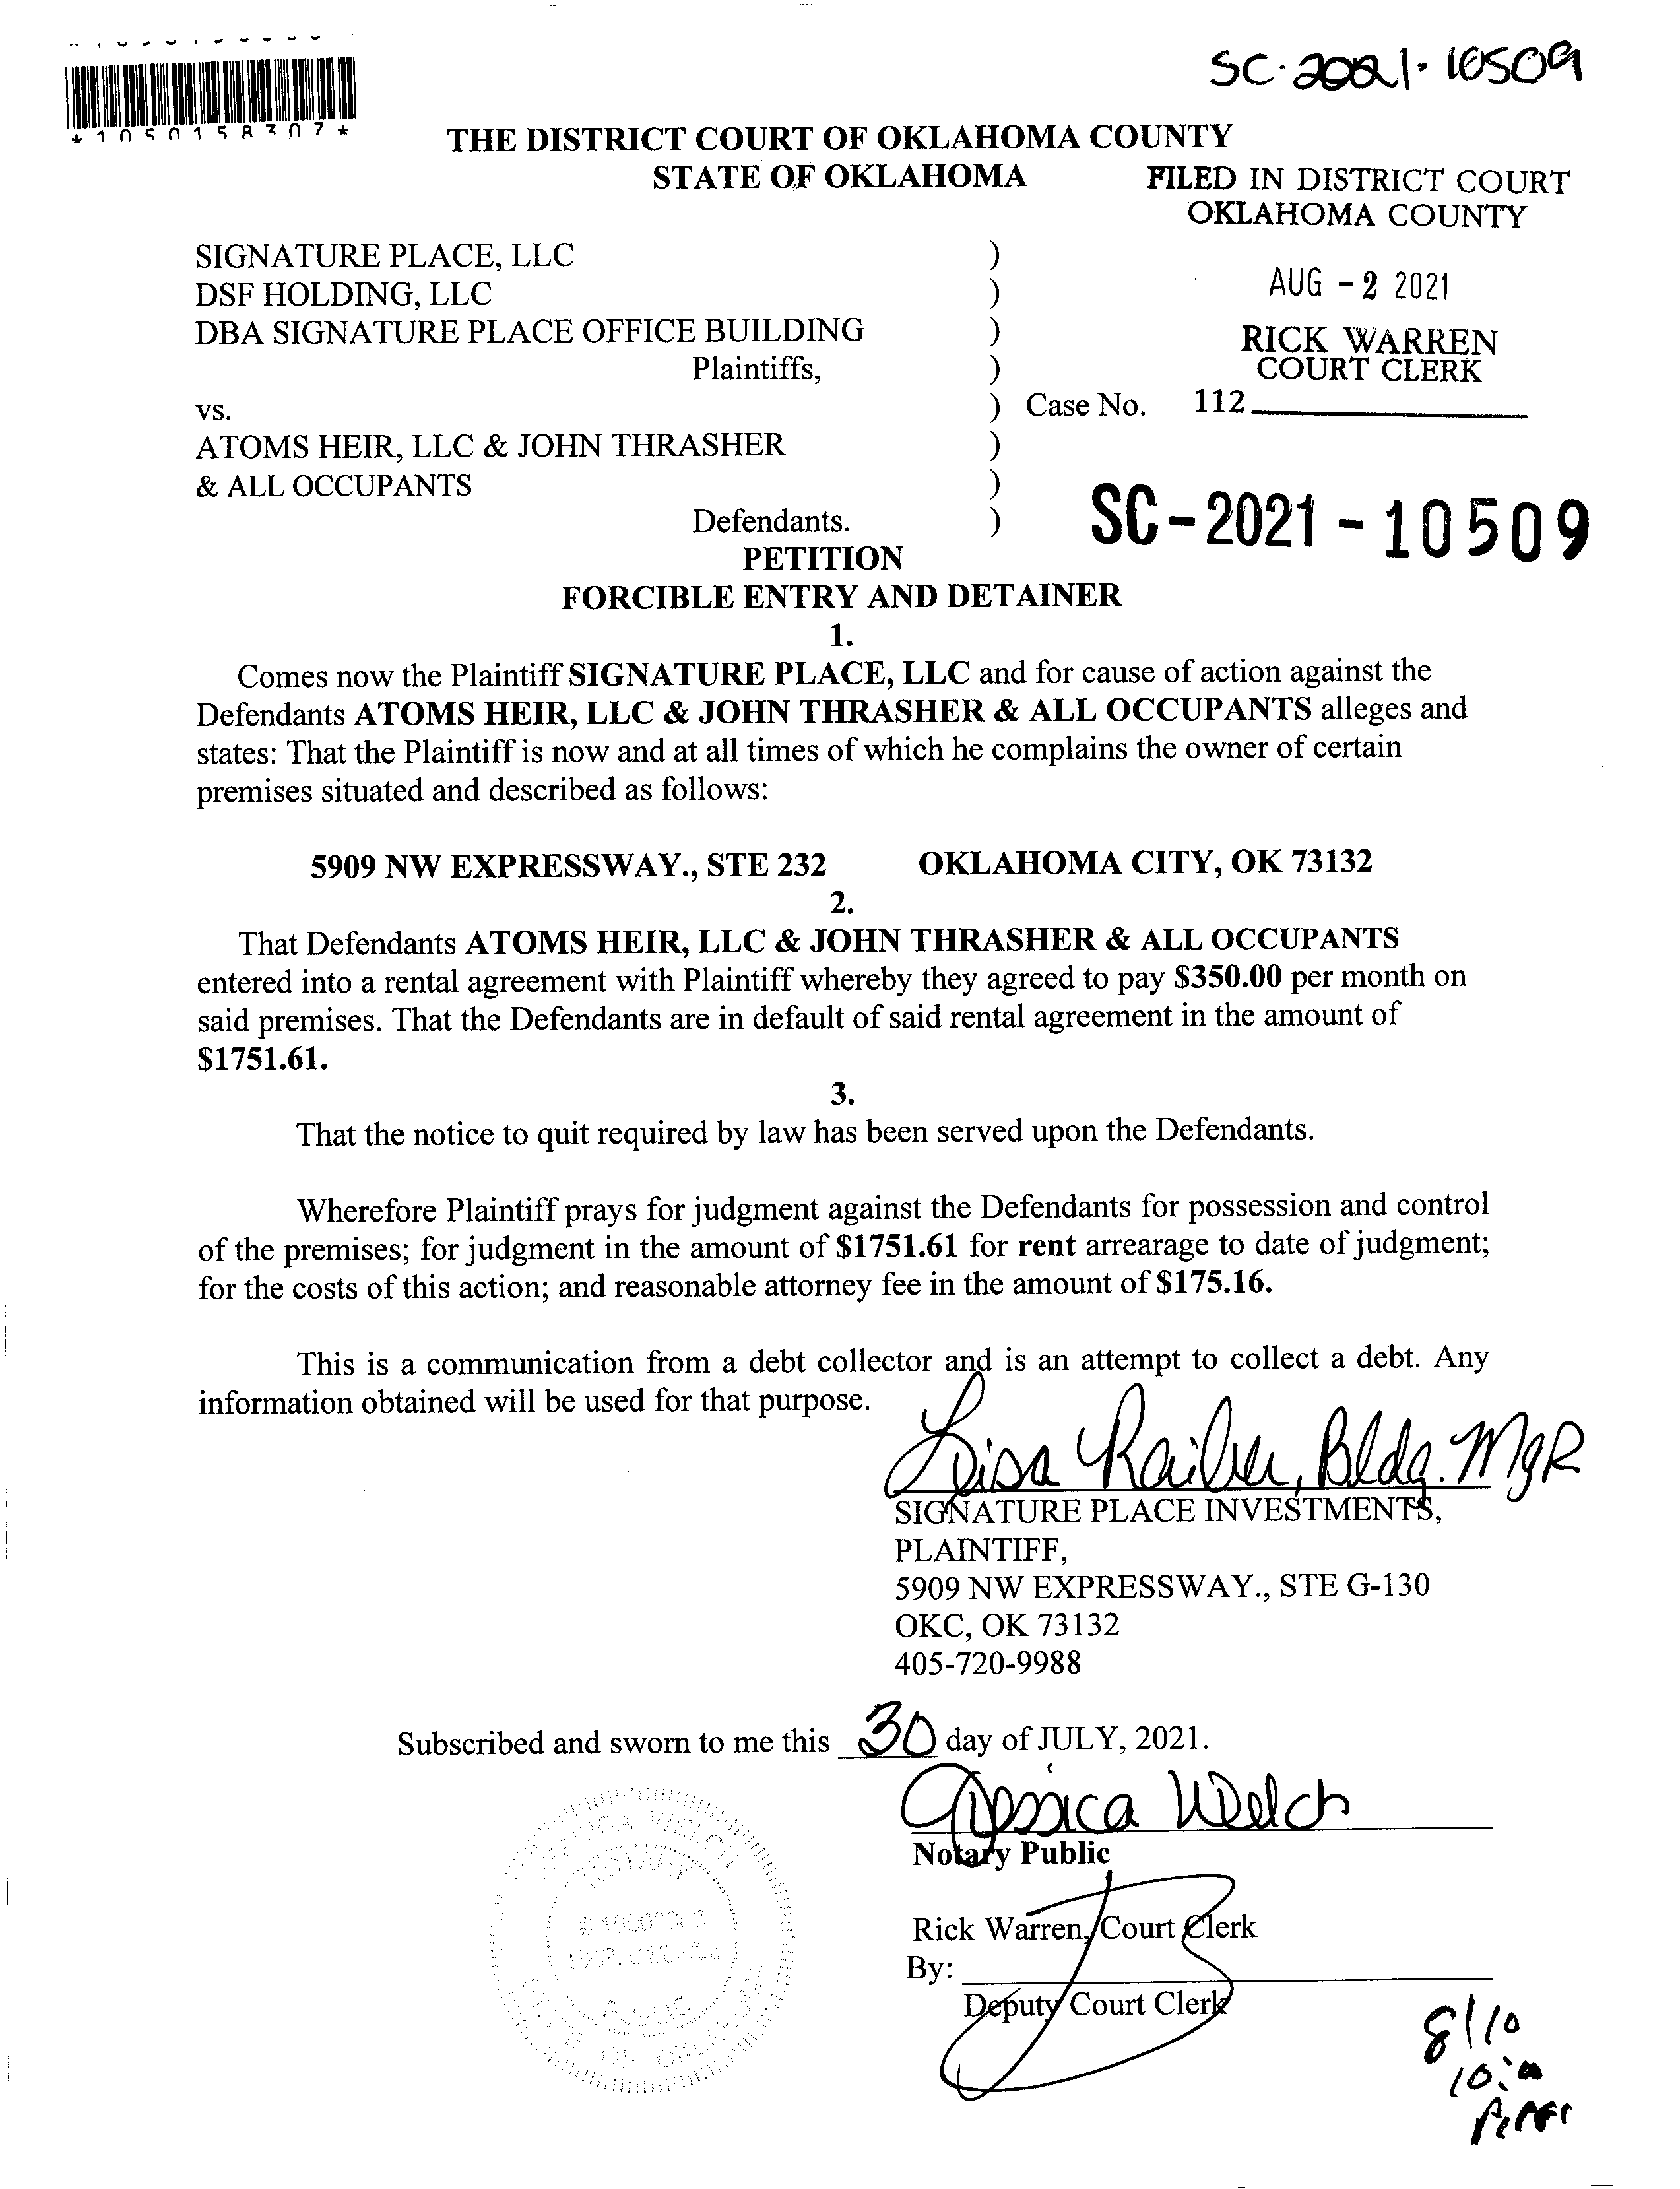 SC-2021-10509
*1050158307*
THE DISTRICT COURT OF OKLAHOMA COUNTY
STATE OF OKLAHOMA
FILED IN DISTRICT COURT
OKLAHOMA COUNTY
SIGNATURE PLACE, LLC )
DSF HOLDING, LLC )
AUG - 2 2021
DBA SIGNATURE PLACE OFFICE BUILDING )
RICK WARREN
Plaintiffs, )
COURT CLERK
vs. ) Case No. 112
ATOMS HEIR, LLC & JOHN THRASHER )
& ALL OCCUPANTS )
Defendants. )
SC-2021-10509
PETITION
FORCIBLE ENTRY AND DETAINER
1.
Comes now the Plaintiff SIGNATURE PLACE, LLC and for cause of action against the
Defendants ATOMS HEIR, LLC & JOHN THRASHER & ALL OCCUPANTS alleges and
states: That the Plaintiff is now and at all times of which he complains the owner of certain
premises situated and described as follows:
5909 NW EXPRESSWAY., STE 232 OKLAHOMA CITY, OK 73132
2.
That Defendants ATOMS HEIR, LLC & JOHN THRASHER & ALL OCCUPANTS
entered into a rental agreement with Plaintiff whereby they agreed to pay $350.00 per month on
said premises. That the Defendants are in default of said rental agreement in the amount of
$1751.61.
3.
That the notice to quit required by law has been served upon the Defendants.
Wherefore Plaintiff prays for judgment against the Defendants for possession and control
of the premises; for judgment in the amount of $1751.61 for rent arrearage to date of judgment;
for the costs of this action; and reasonable attorney fee in the amount of $175.16.
This is a communication from a debt collector and is an attempt to collect a debt. Any
information obtained will be used for that purpose.
Lisa , Bldg. MgR
SIGNATURE PLACE INVESTMENTS,
PLAINTIFF,
5909 NW EXPRESSWAY., STE G-130
OKC, OK 73132
405-720-9988
Subscribed and sworn to me this 30 day of JULY, 2021.
Jessica Welch
Notary Public
JESSICA WELCH
NOTARY
PUBLIC
STATE OF OKLAHOMA
Rick Warren, Court Clerk
By:
Deputy Court Clerk
8/10
10:00